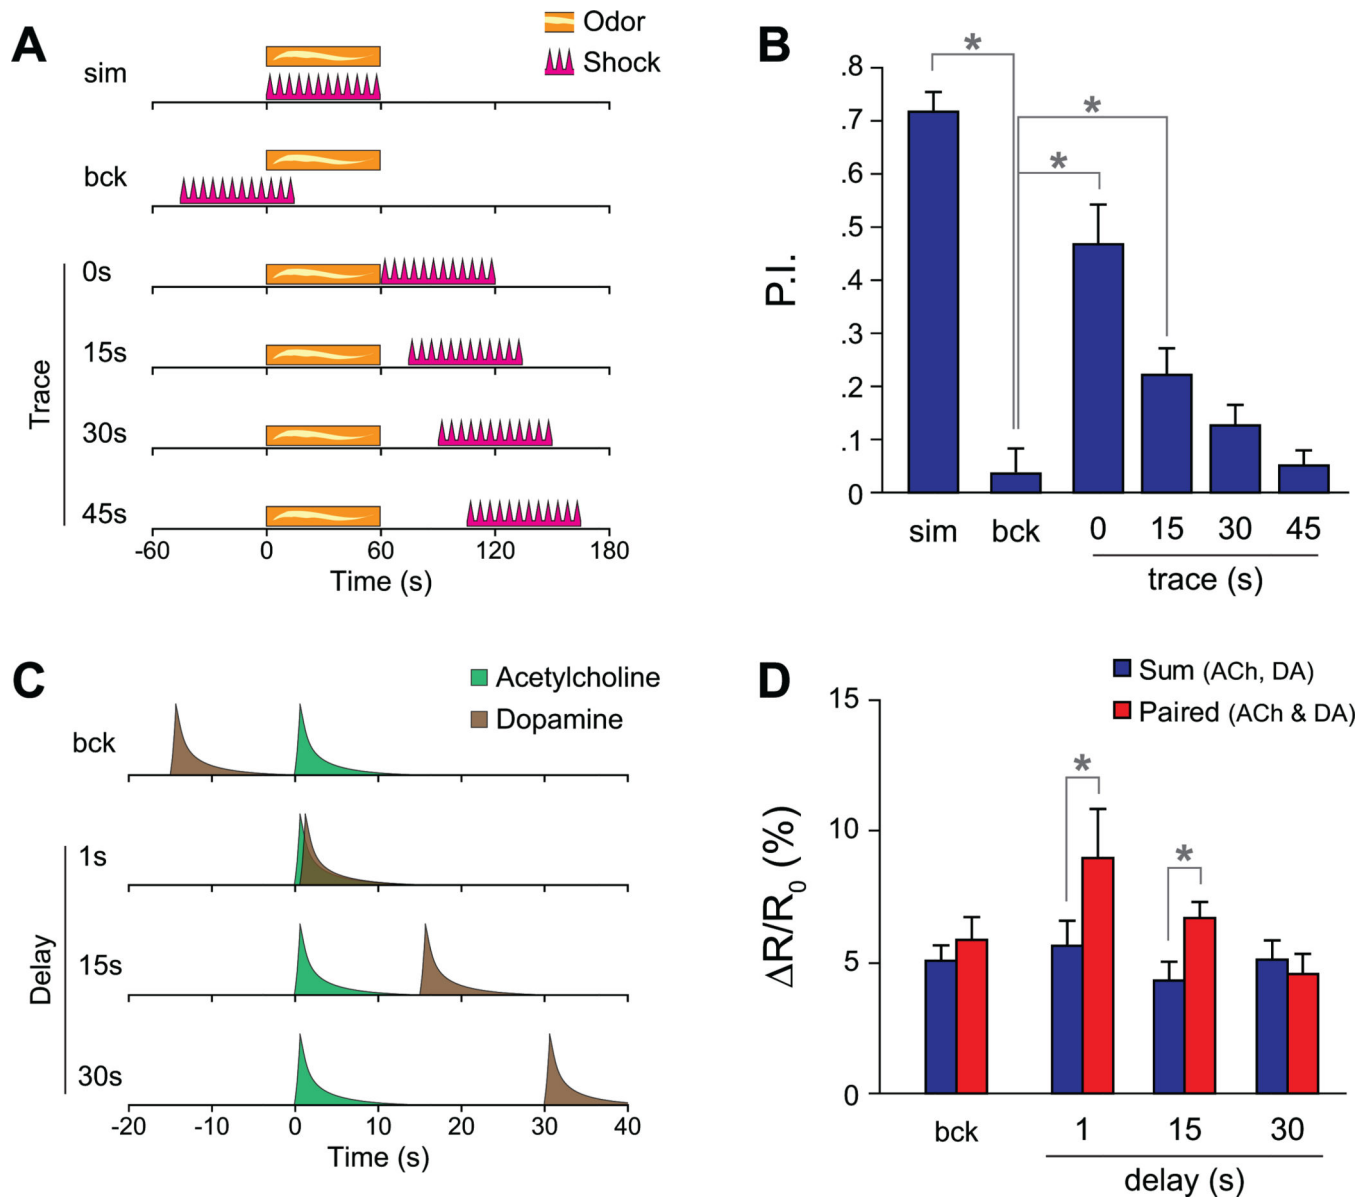 A
Odor
Shock
sim
bck
Trace
0s
15s
30s
45s
-60 0 60 120 180
Time (s)
B
P.I.
.8
.7
.6
.5
.4
.3
.2
.1
0
* * *
sim bck 0 15 30 45
trace (s)
C
Acetylcholine
Dopamine
bck
Delay
1s
15s
30s
-20 -10 0 10 20 30 40
Time (s)
D
Sum (ACh, DA)
Paired (ACh & DA)
ΔR/R0 (%)
15
10
5
0
* *
bck 1 15 30
delay (s)